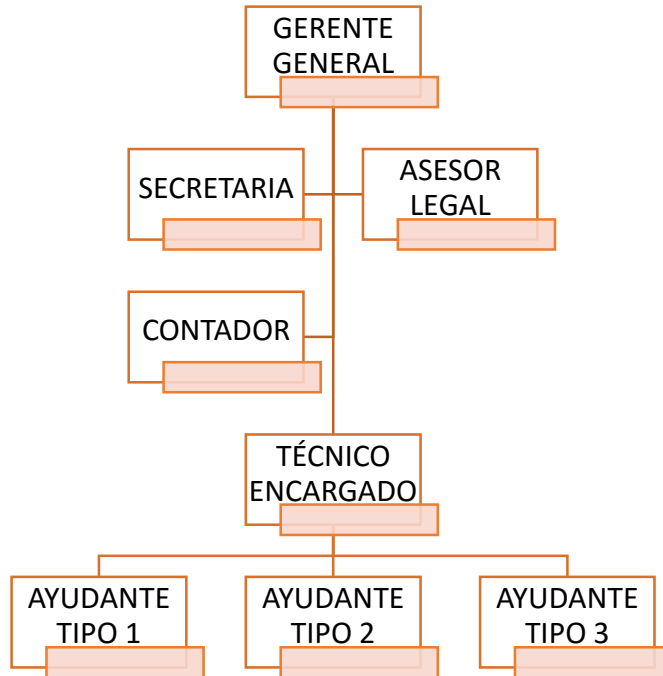 GERENTE
GENERAL
SECRETARIA
ASESOR
LEGAL
CONTADOR
TÉCNICO
ENCARGADO
AYUDANTE
TIPO 1
AYUDANTE
TIPO 2
AYUDANTE
TIPO 3